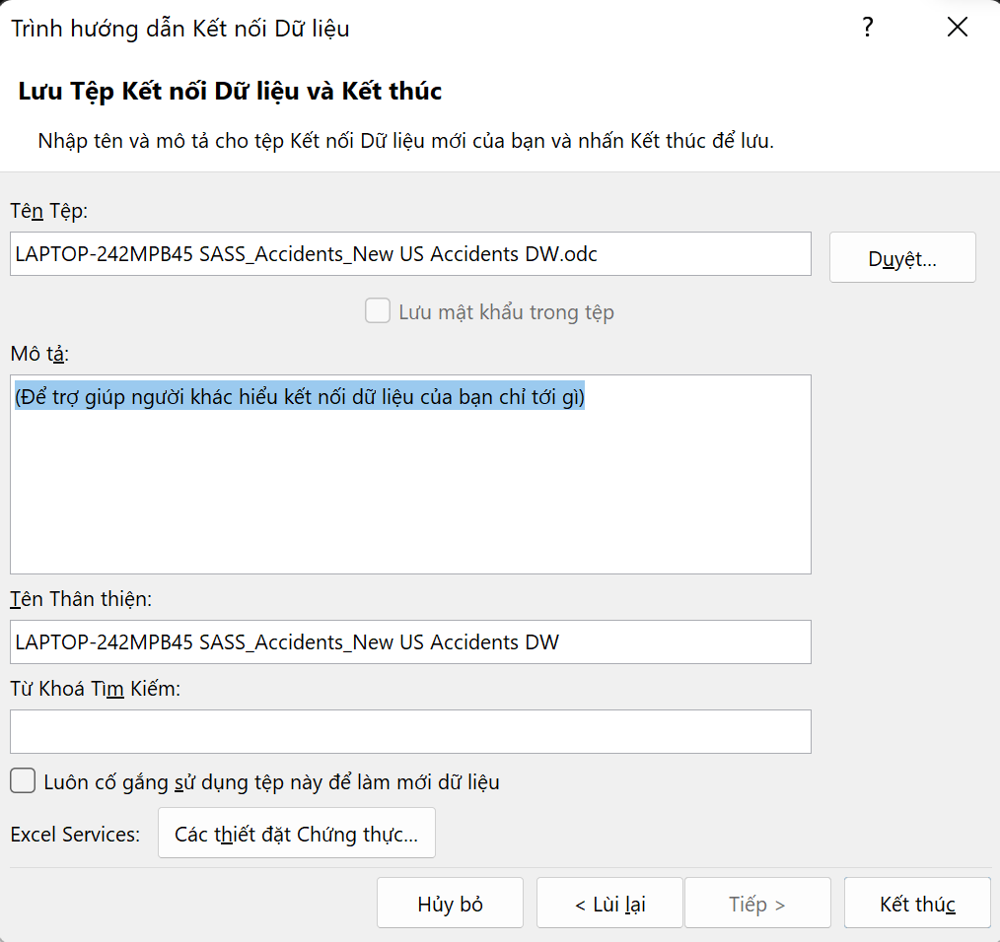 Trình hướng dẫn Kết nối Dữ liệu ?
Lưu Tệp Kết nối Dữ liệu và Kết thúc
Nhập tên và mô tả cho tệp Kết nối Dữ liệu mới của bạn và nhấn Kết thúc để lưu.
Tên Tệp:
LAPTOP-242MPB45 SASS_Accidents_New US Accidents DW.odc
Duyệt...
Lưu mật khẩu trong tệp
Mô tả:
(Để trợ giúp người khác hiểu kết nối dữ liệu của bạn chỉ tới gì)
Tên Thân thiện:
LAPTOP-242MPB45 SASS_Accidents_New US Accidents DW
Từ Khoá Tìm Kiếm:
Luôn cố gắng sử dụng tệp này để làm mới dữ liệu
Excel Services: Các thiết đặt Chứng thực...
Hủy bỏ < Lùi lại Tiếp > Kết thúc